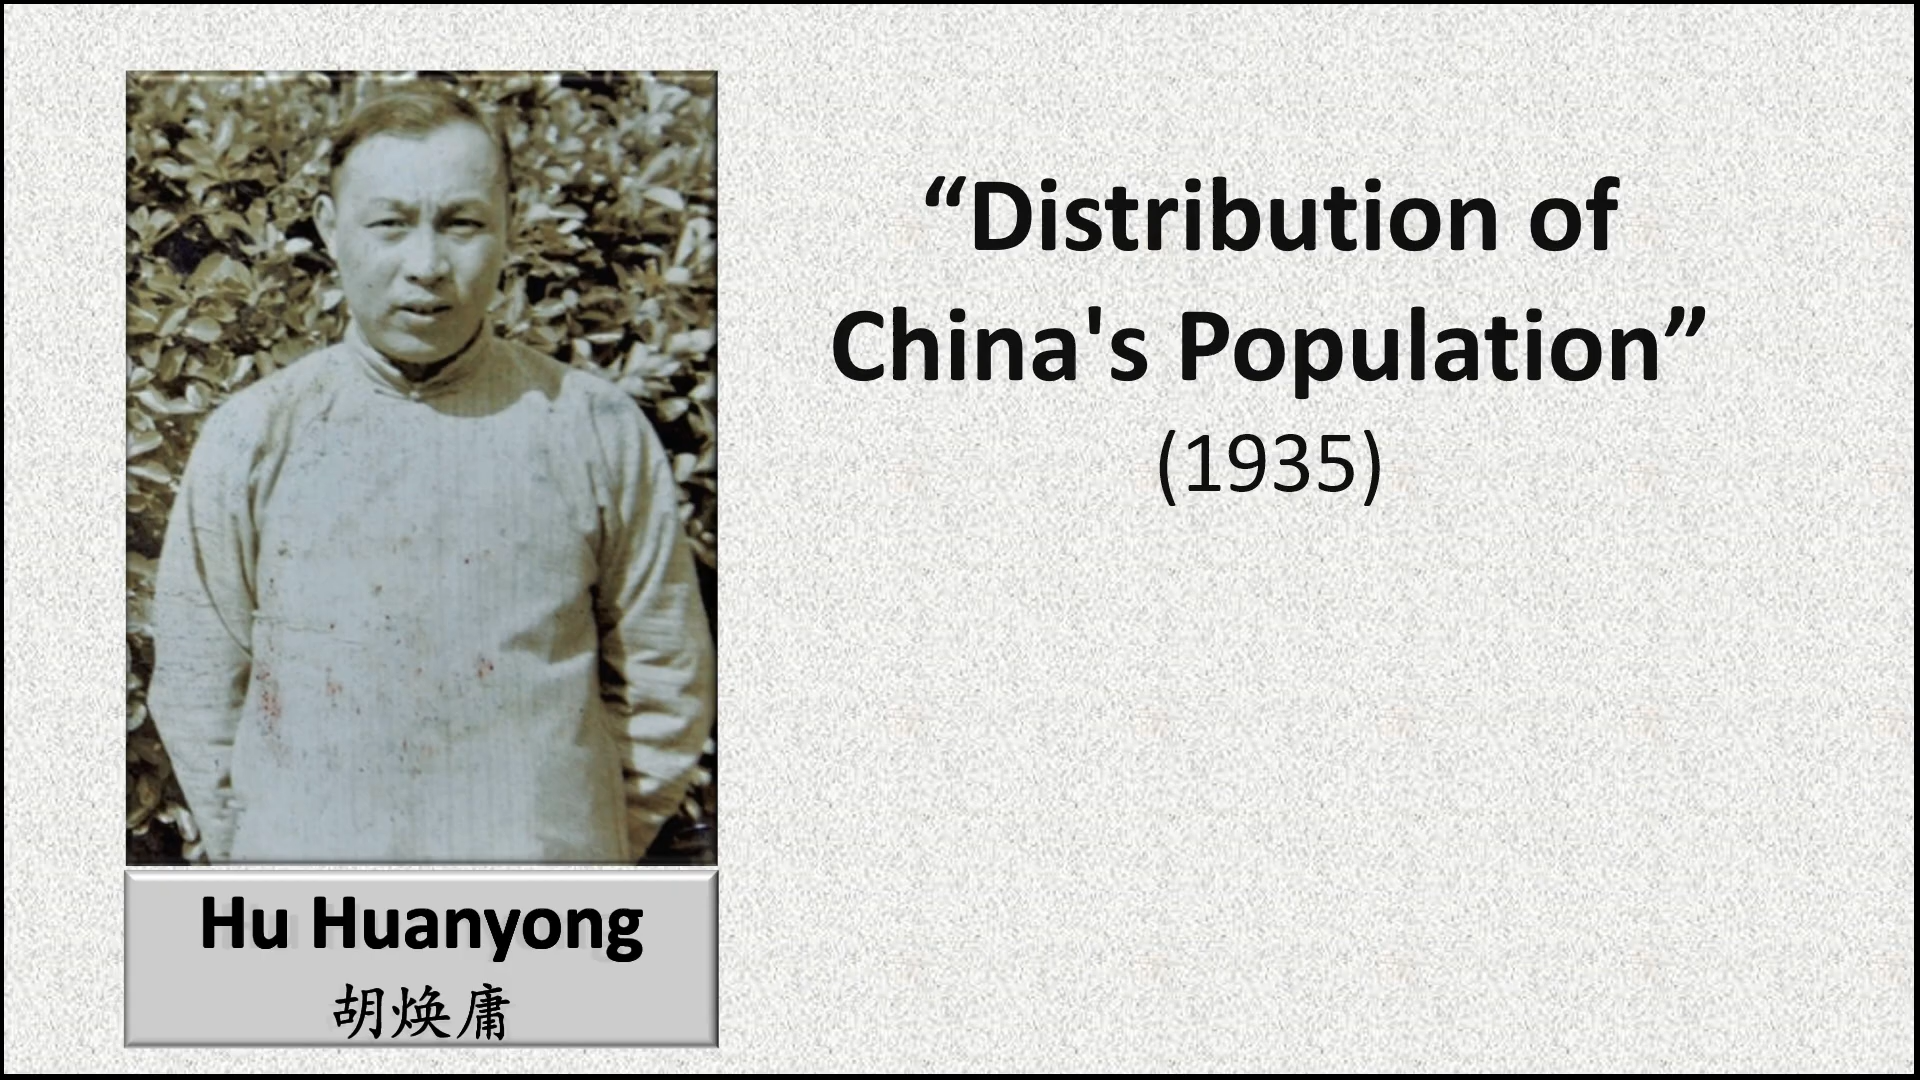 “Distribution of
China's Population”
(1935)
Hu Huanyong
胡焕庸